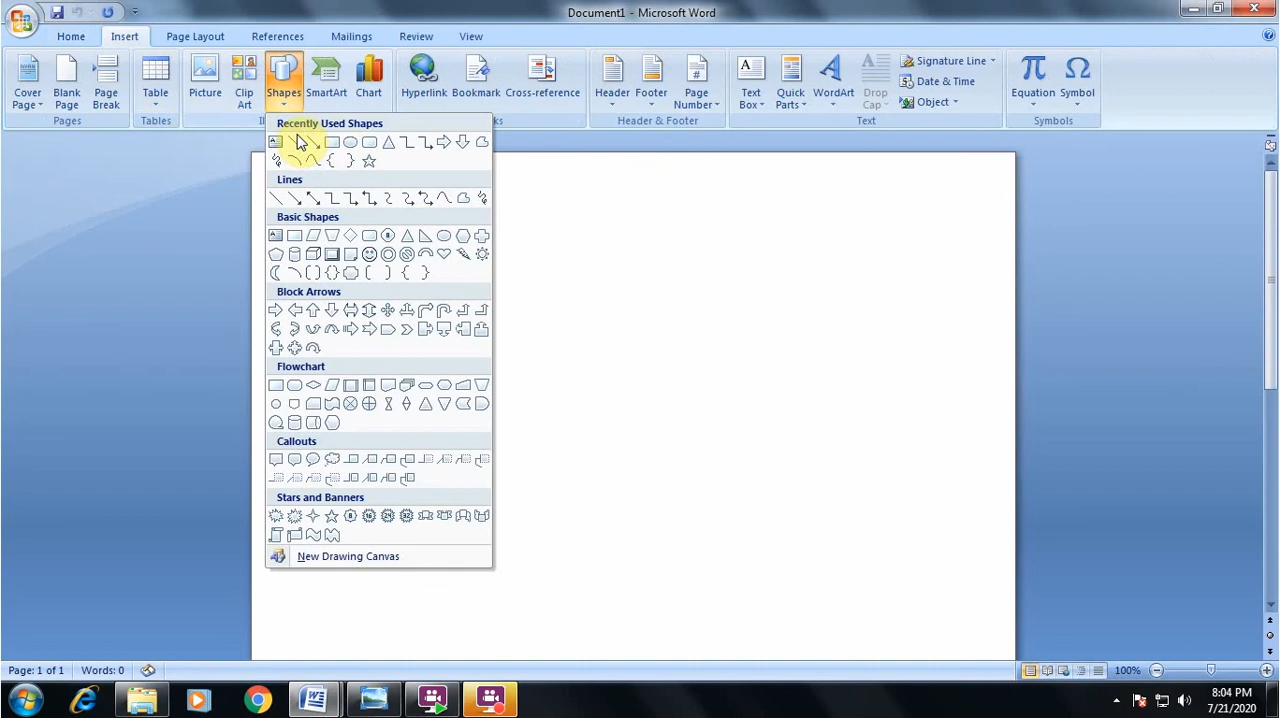 Document1 - Microsoft Word
Home Insert Page Layout References Mailings Review View
Cover Page Blank Page Page Break Table Picture Clip Art Shapes SmartArt Chart Hyperlink Bookmark Cross-reference Header Footer Page Number Text Box Quick Parts WordArt Drop Cap Signature Line Date & Time Object Equation Symbol
Pages Tables Header & Footer Text Symbols
Recently Used Shapes
Lines
Basic Shapes
Block Arrows
Flowchart
Callouts
Stars and Banners
New Drawing Canvas
Page: 1 of 1 Words: 0 100%
8:04 PM
7/21/2020